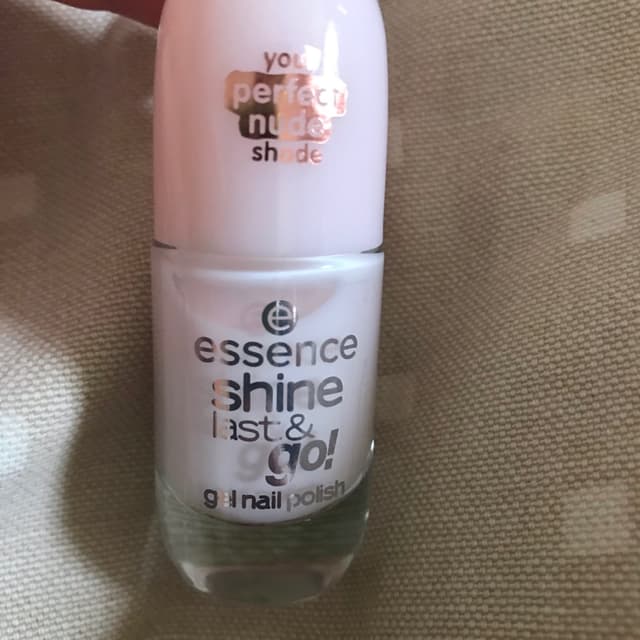 your
perfect
nude
shade
e
essence
shine
last &
go!
gel nail polish